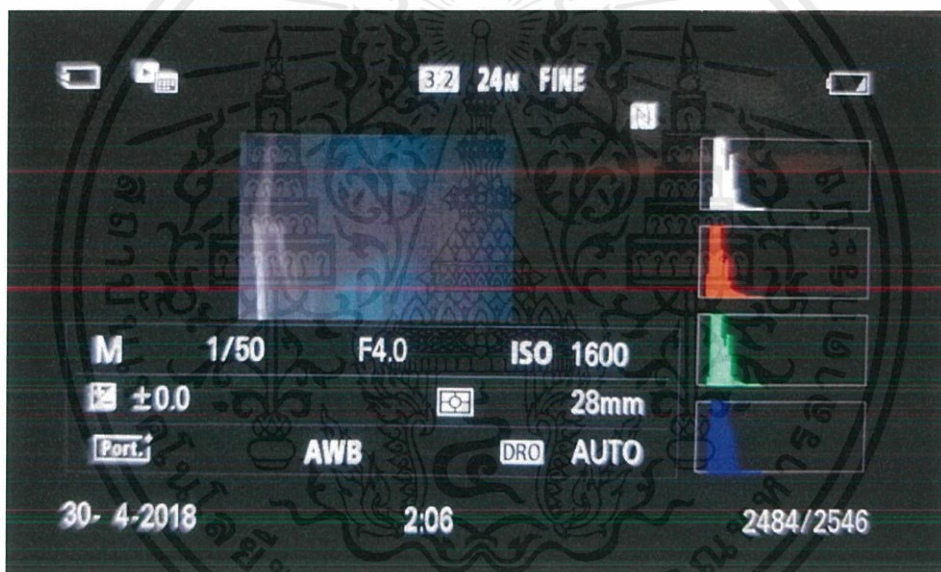 3:2 24M FINE
N
M 1/50 F4.0 ISO 1600
±0.0 28mm
Port.+ AWB DRO AUTO
30- 4-2018 2:06 2484/2546